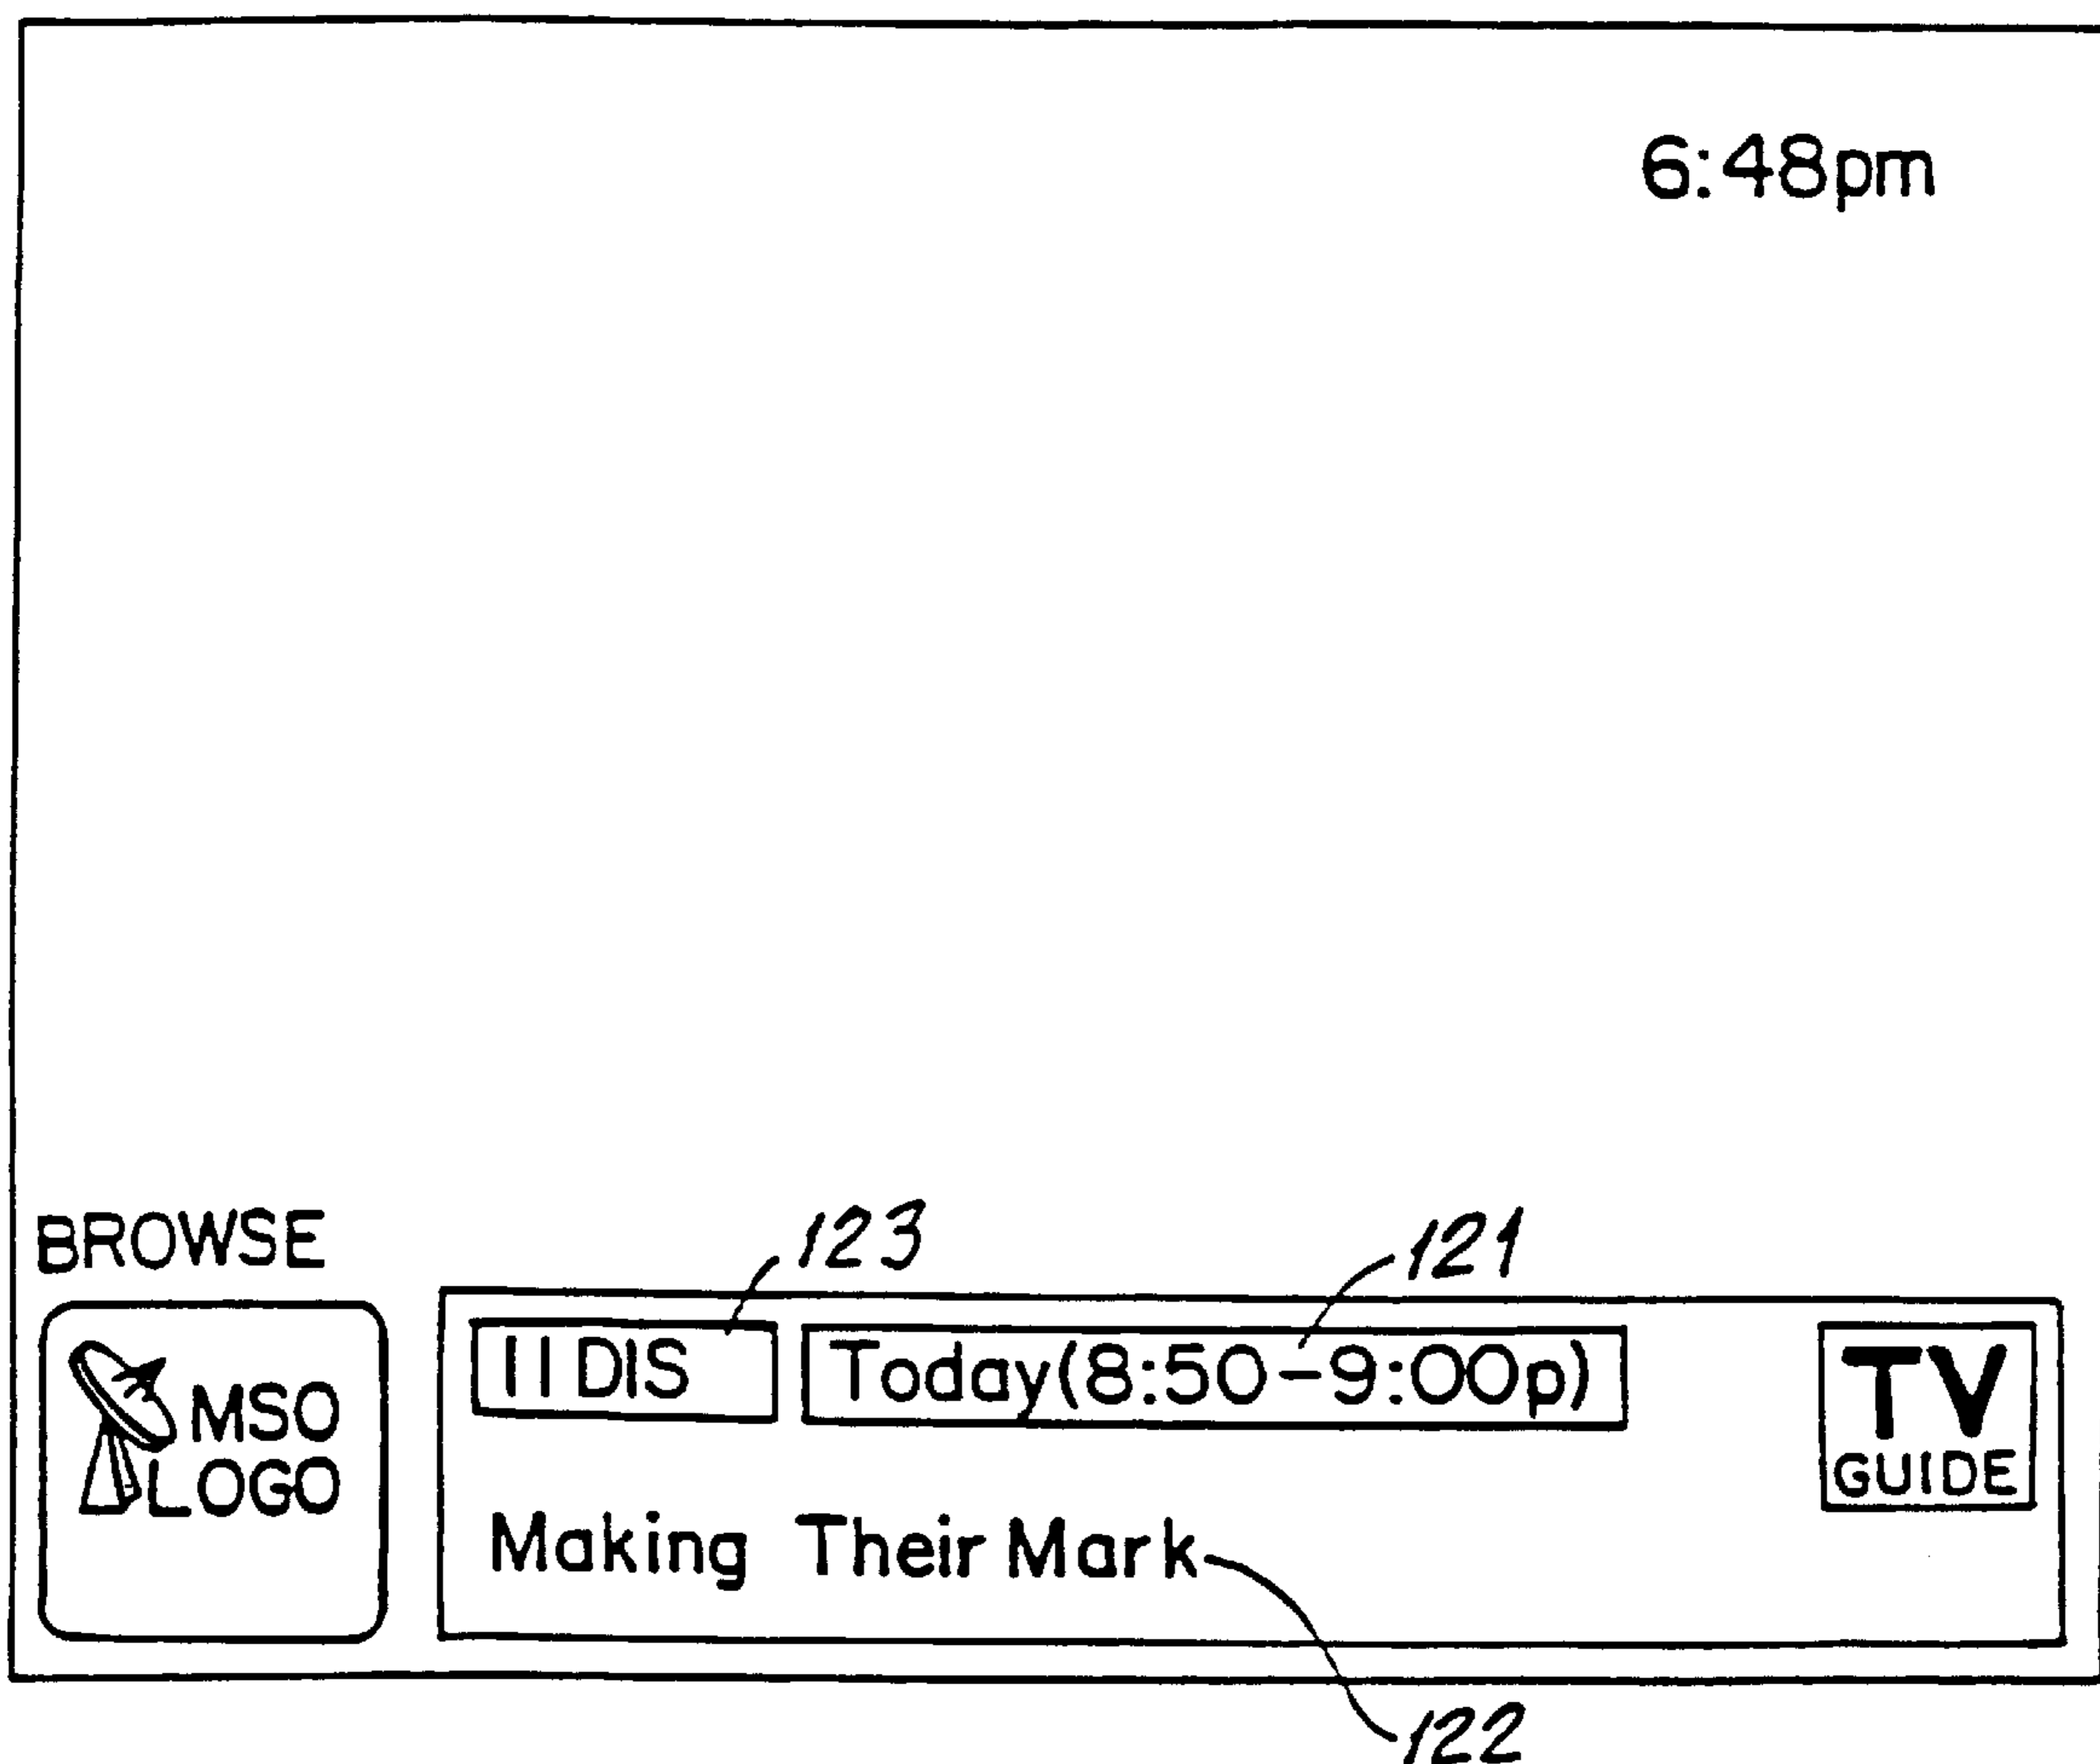 6:48pm
BROWSE
123
121
11 DIS
Today(8:50-9:00p)
TV
GUIDE
MSO
LOGO
Making Their Mark
122